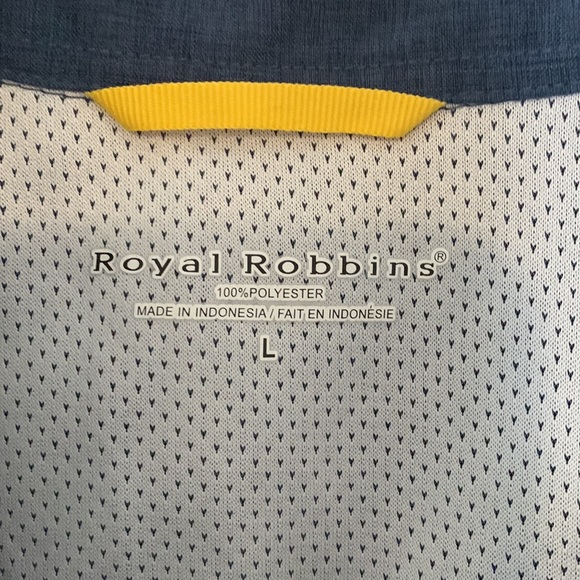 Royal Robbins®
100%POLYESTER
MADE IN INDONESIA / FAIT EN INDONÉSIE
L